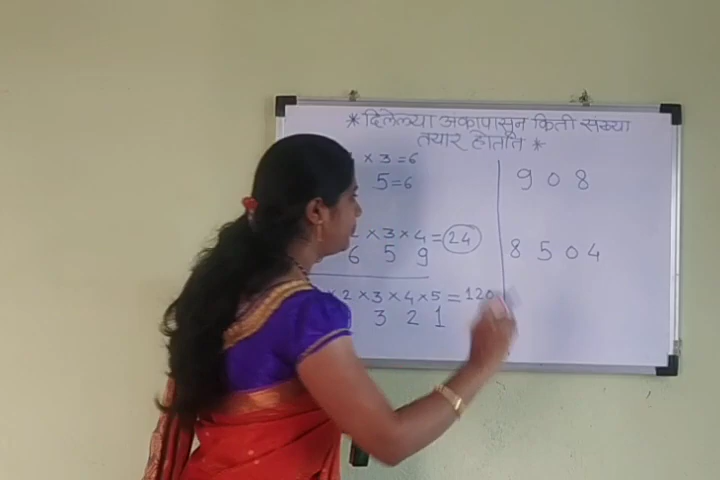 * दिलेल्या अंकापासून किती संख्या
तयार होतात *
× 3 = 6
5 = 6
× 3 × 4 = 24
6 5 9
× 2 × 3 × 4 × 5 = 120
3 2 1
9 0 8
8 5 0 4